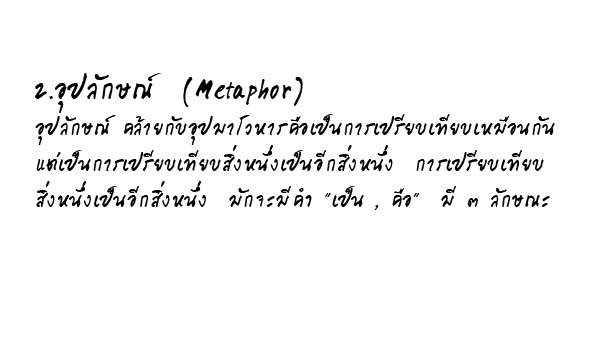 ๒.อุปลักษณ์ (Metaphor)
อุปลักษณ์ คล้ายกับอุปมาโวหารคือเป็นการเปรียบเทียบเหมือนกัน
แต่เป็นการเปรียบเทียบสิ่งหนึ่งเป็นอีกสิ่งหนึ่ง การเปรียบเทียบ
สิ่งหนึ่งเป็นอีกสิ่งหนึ่ง มักจะมีคำ "เป็น , คือ" มี ๓ ลักษณะ